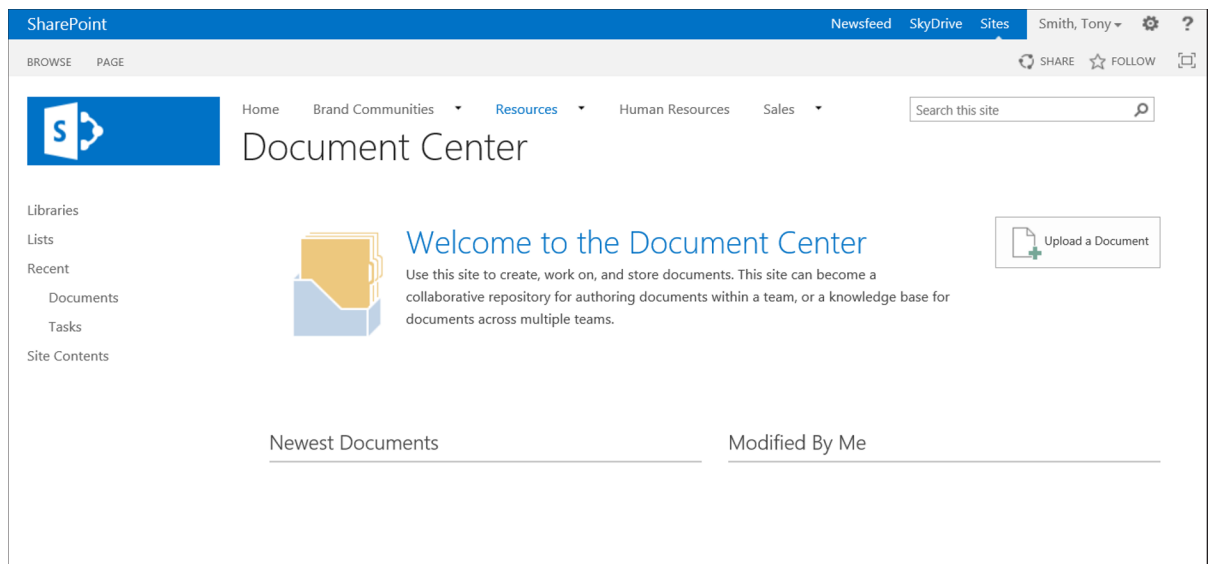 SharePoint
Newsfeed SkyDrive Sites Smith, Tony ?
BROWSE PAGE
SHARE FOLLOW
S
Home Brand Communities Resources Human Resources Sales
Search this site
Document Center
Libraries
Lists
Recent
Documents
Tasks
Site Contents
Welcome to the Document Center
Use this site to create, work on, and store documents. This site can become a
collaborative repository for authoring documents within a team, or a knowledge base for
documents across multiple teams.
Upload a Document
Newest Documents
Modified By Me